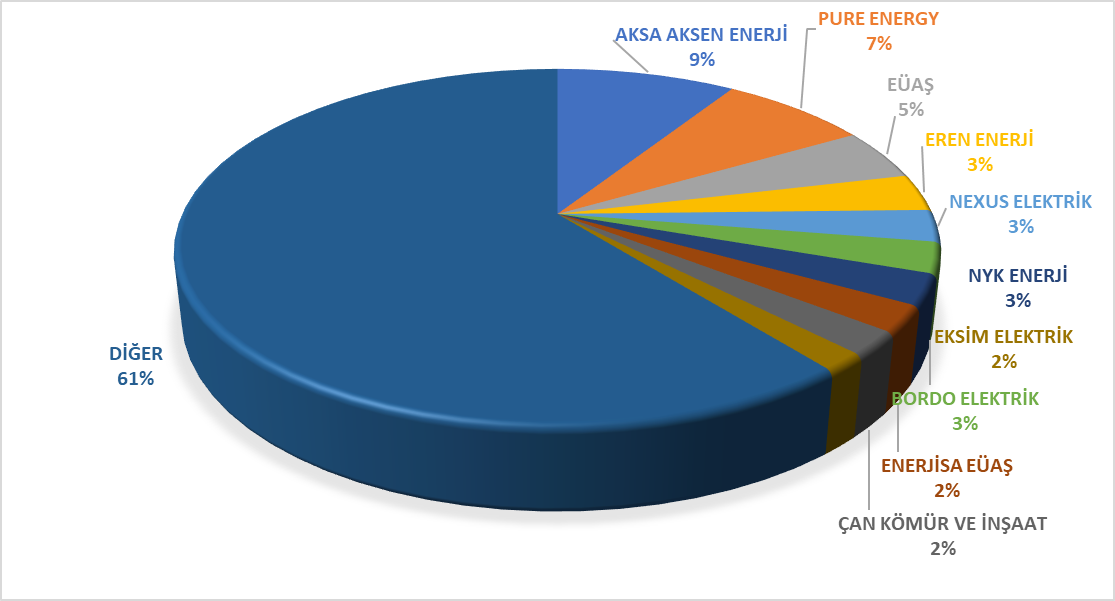 PURE ENERGY
7%
AKSA AKSEN ENERJİ
9%
EÜAŞ
5%
EREN ENERJİ
3%
NEXUS ELEKTRİK
3%
NYK ENERJİ
3%
EKSİM ELEKTRİK
2%
DİĞER
61%
BORDO ELEKTRİK
3%
ENERJİSA EÜAŞ
2%
ÇAN KÖMÜR VE İNŞAAT
2%